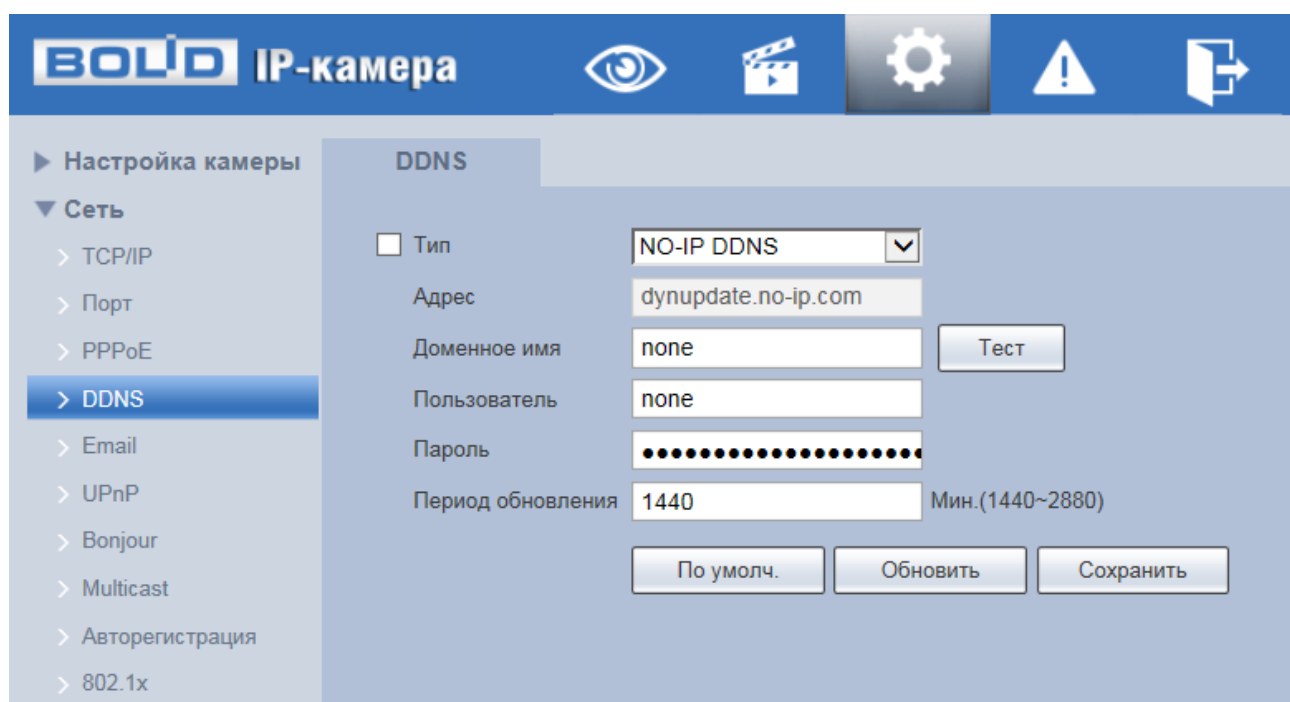 BOLID IP-камера
Настройка камеры
DDNS
Сеть
TCP/IP
Порт
PPPoE
DDNS
Email
UPnP
Bonjour
Multicast
Авторегистрация
802.1x
Тип NO-IP DDNS
Адрес dynupdate.no-ip.com
Доменное имя none Тест
Пользователь none
Пароль ●●●●●●●●●●●●●●●●●●●●
Период обновления 1440 Мин.(1440~2880)
По умолч. Обновить Сохранить